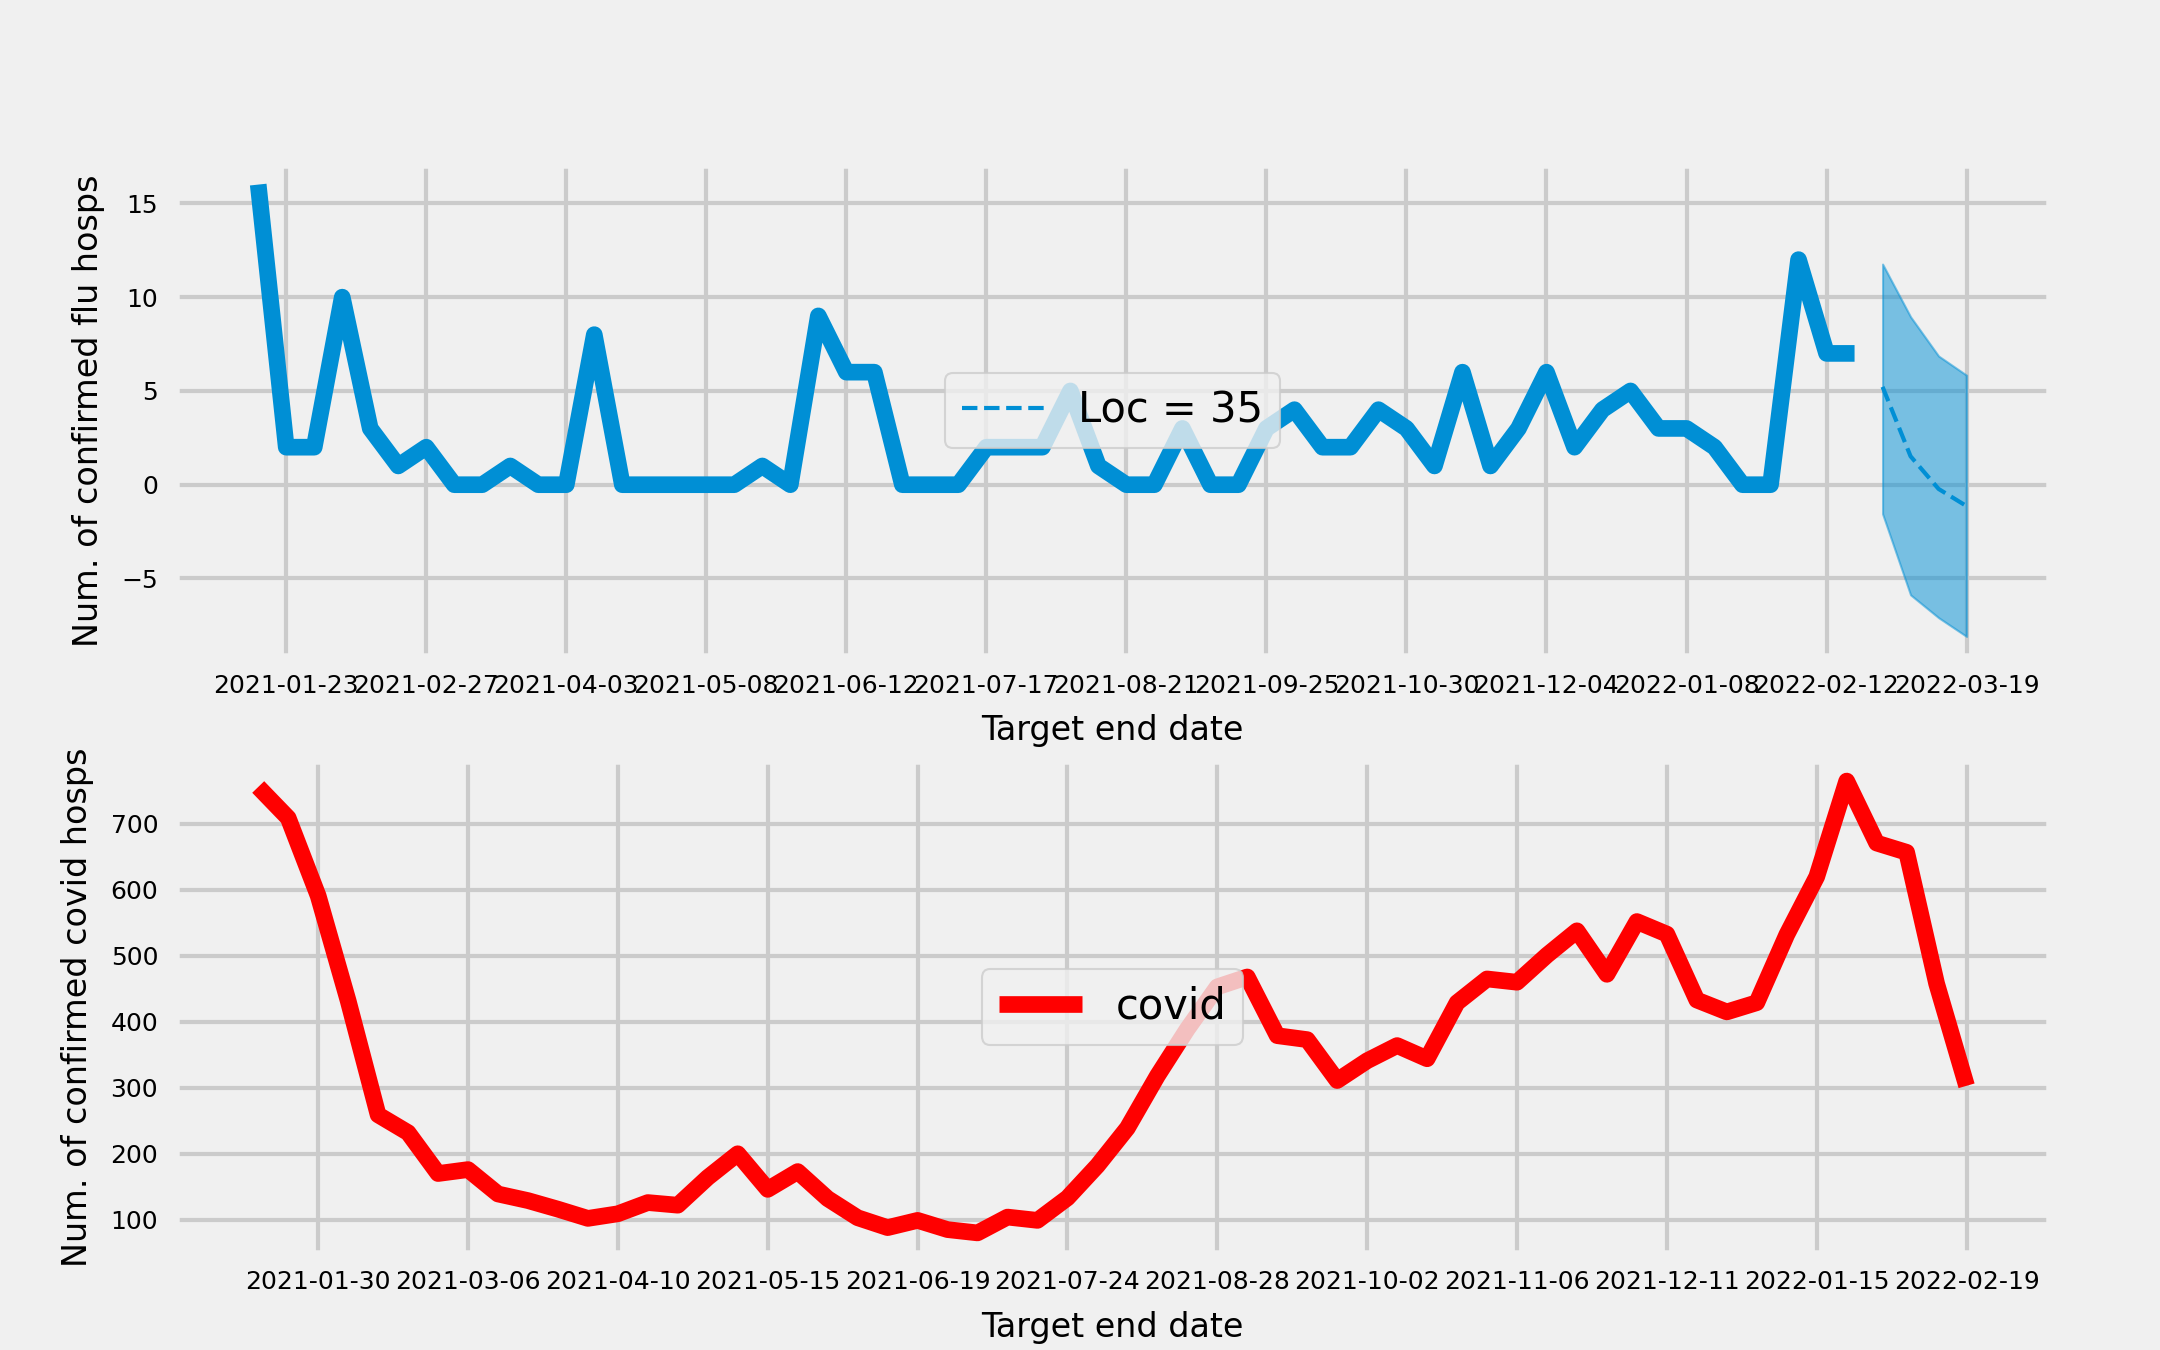 Num. of confirmed flu hosps
15
10
5
0
−5
Loc = 35
2021-01-23 2021-02-27 2021-04-03 2021-05-08 2021-06-12 2021-07-17 2021-08-21 2021-09-25 2021-10-30 2021-12-04 2022-01-08 2022-02-12 2022-03-19
Target end date
Num. of confirmed covid hosps
700
600
500
400
300
200
100
covid
2021-01-30 2021-03-06 2021-04-10 2021-05-15 2021-06-19 2021-07-24 2021-08-28 2021-10-02 2021-11-06 2021-12-11 2022-01-15 2022-02-19
Target end date